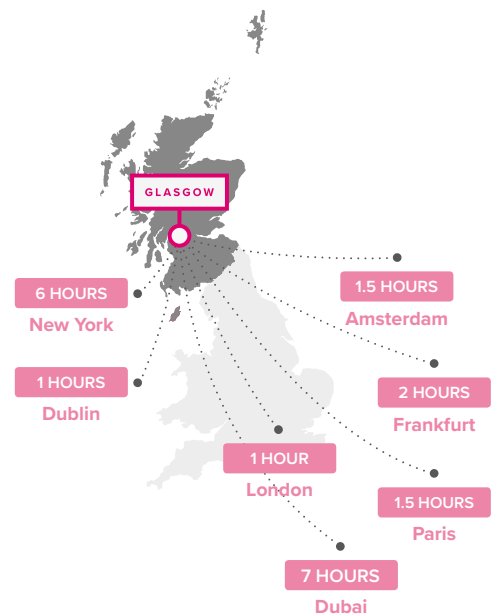 GLASGOW
6 HOURS
New York
1 HOURS
Dublin
1.5 HOURS
Amsterdam
2 HOURS
Frankfurt
1 HOUR
London
1.5 HOURS
Paris
7 HOURS
Dubai